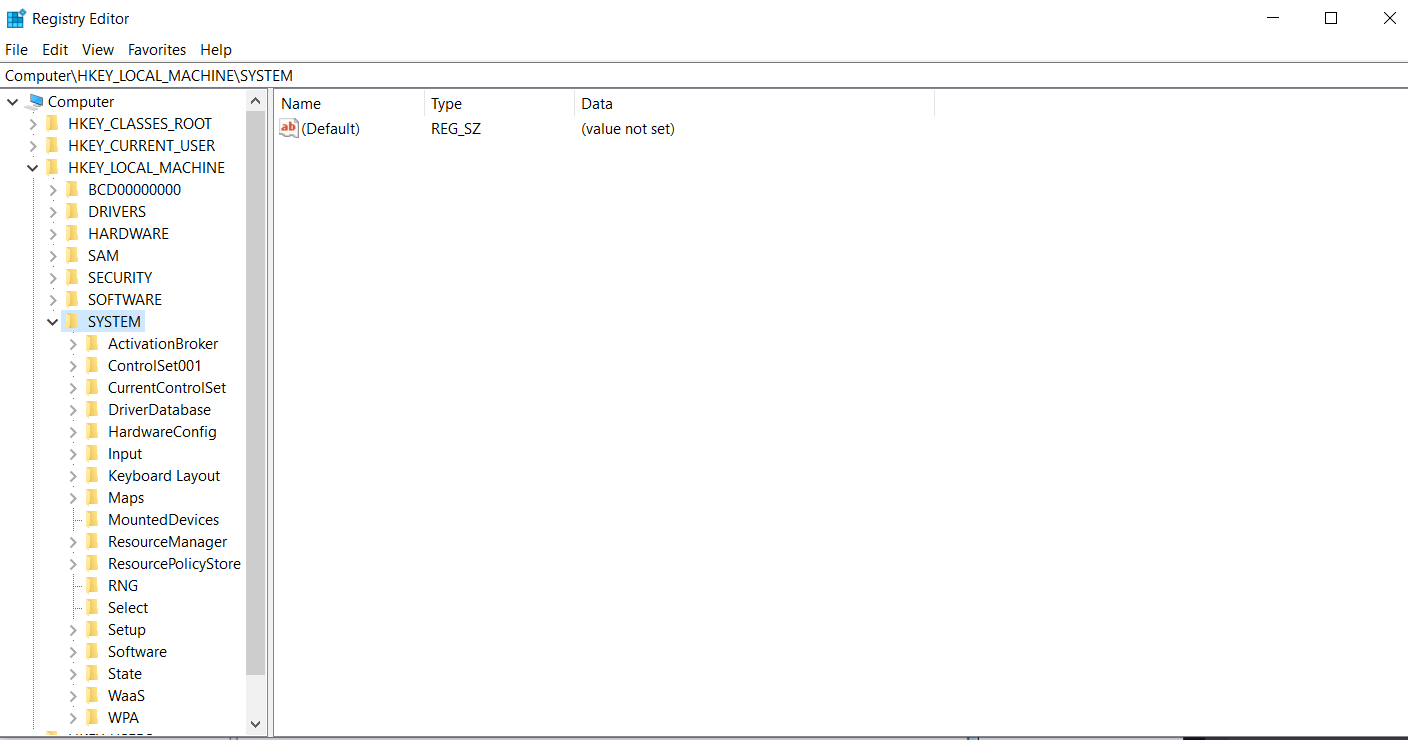 Registry Editor
File Edit View Favorites Help
Computer\HKEY_LOCAL_MACHINE\SYSTEM
Computer
HKEY_CLASSES_ROOT
HKEY_CURRENT_USER
HKEY_LOCAL_MACHINE
BCD00000000
DRIVERS
HARDWARE
SAM
SECURITY
SOFTWARE
SYSTEM
ActivationBroker
ControlSet001
CurrentControlSet
DriverDatabase
HardwareConfig
Input
Keyboard Layout
Maps
MountedDevices
ResourceManager
ResourcePolicyStore
RNG
Select
Setup
Software
State
WaaS
WPA
Name Type Data
ab (Default) REG_SZ (value not set)